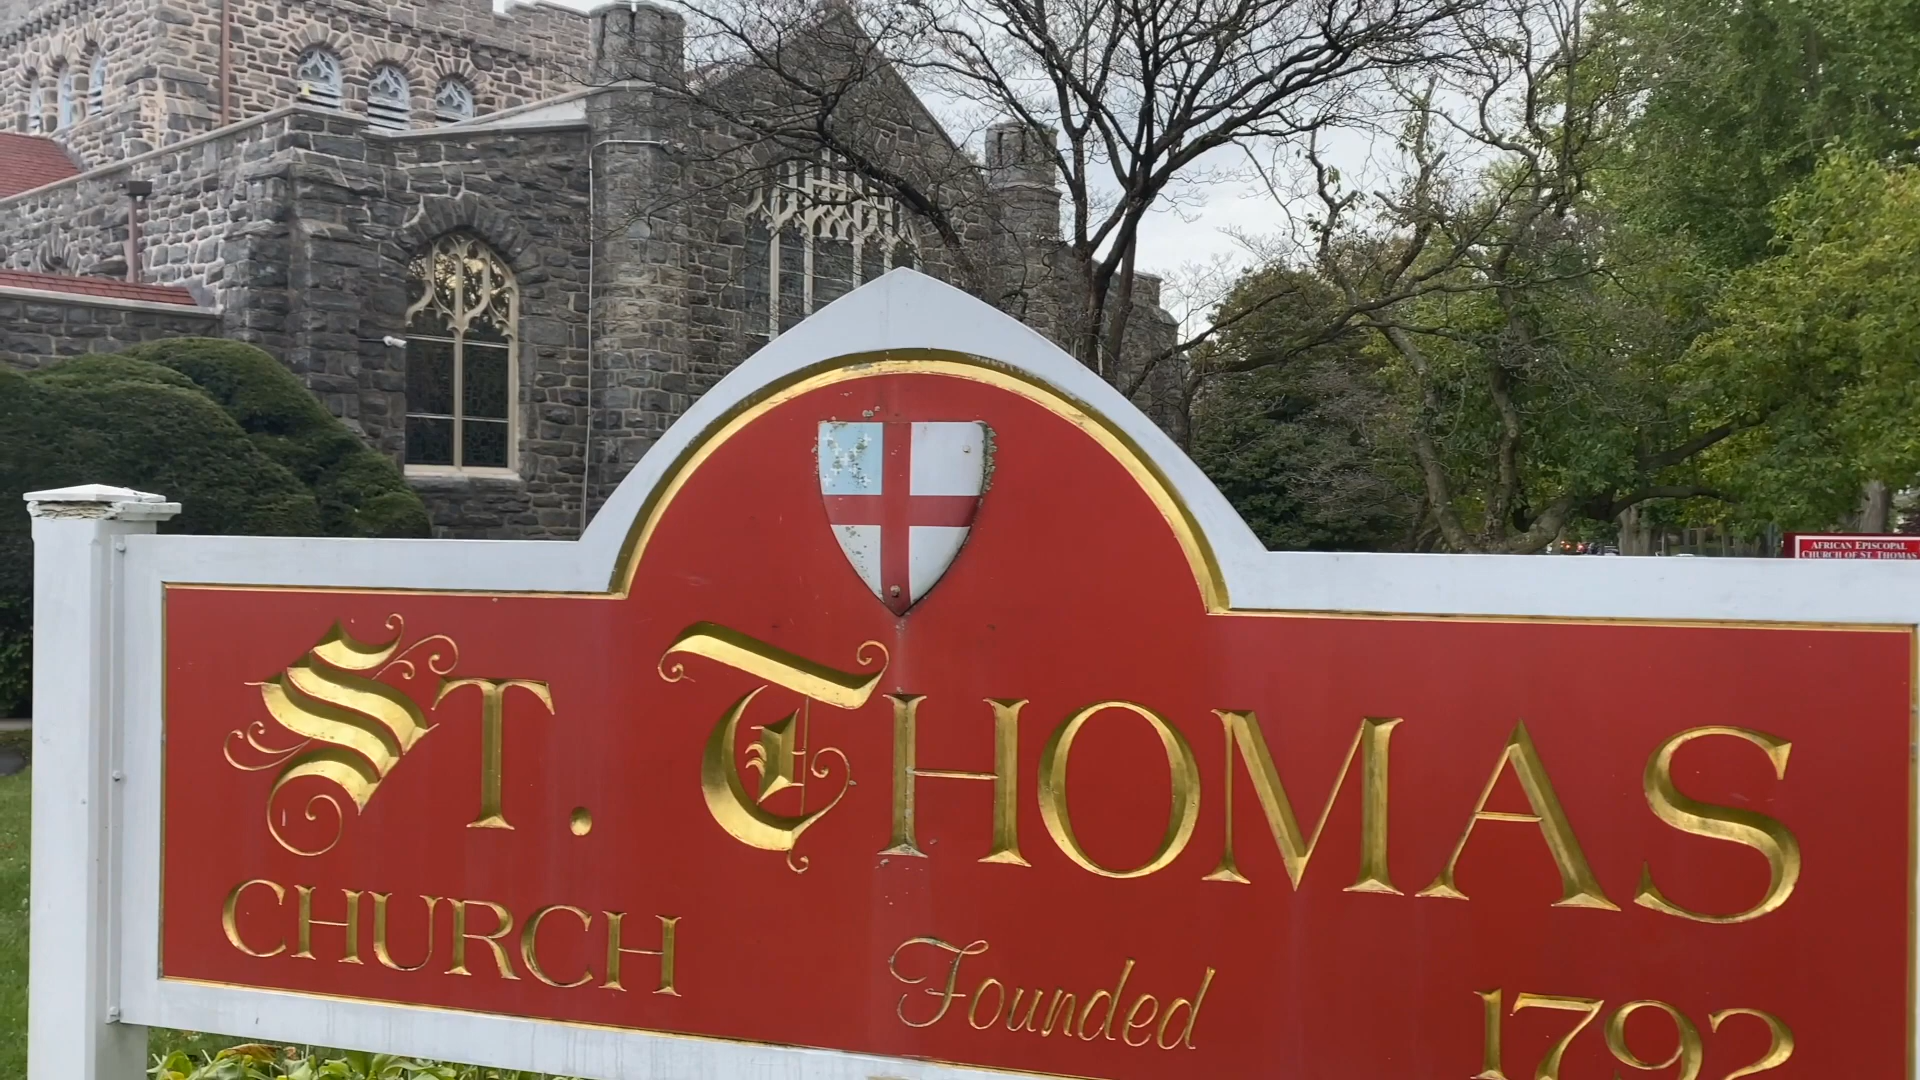 AFRICAN EPISCOPAL
CHURCH OF ST. THOMAS
ST. THOMAS
CHURCH
Founded 1792